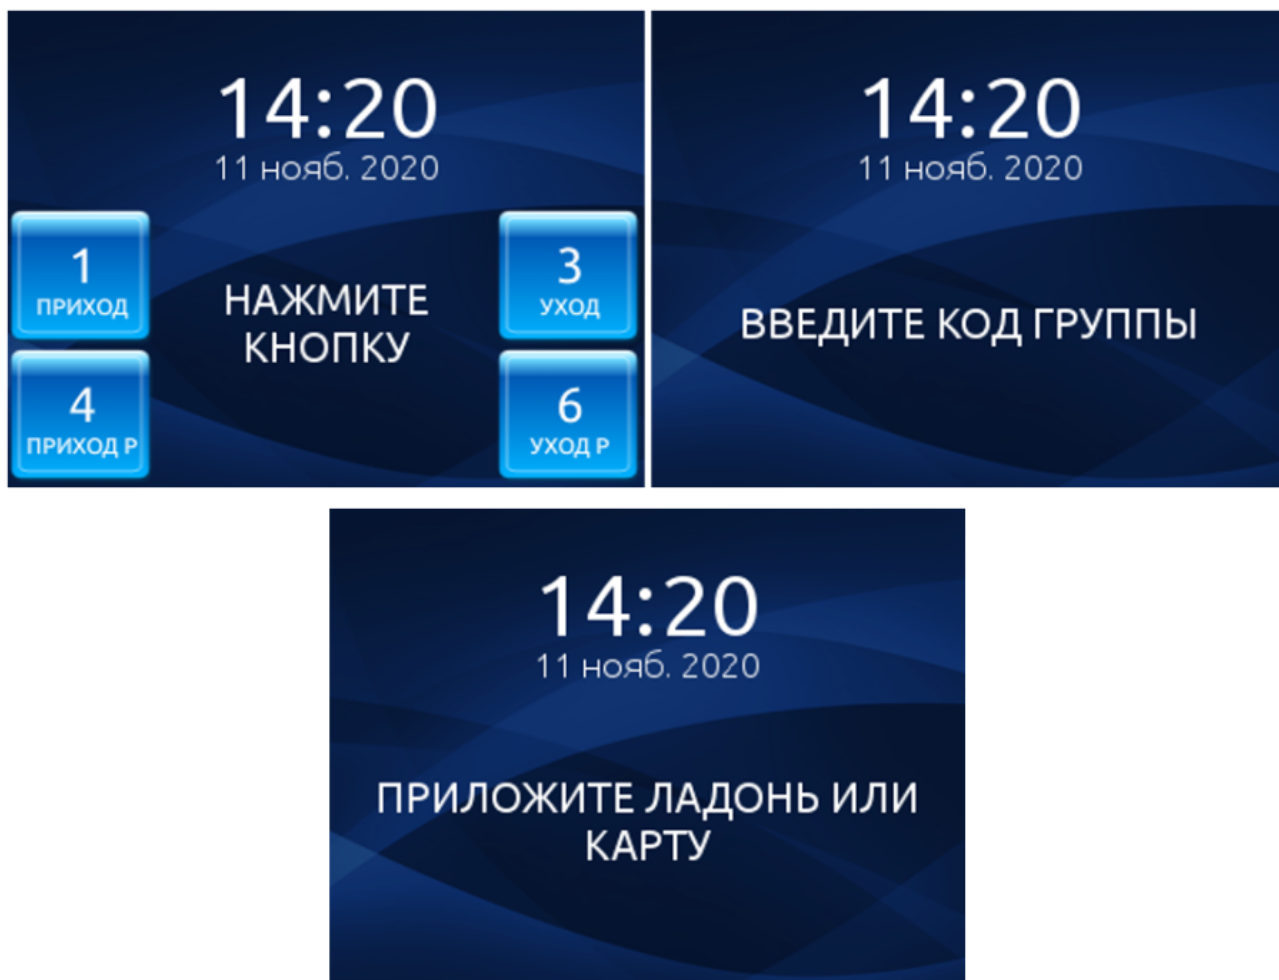 14:20
11 нояб. 2020
1
ПРИХОД
НАЖМИТЕ
КНОПКУ
3
УХОД
4
ПРИХОД Р
6
УХОД Р
14:20
11 нояб. 2020
ВВЕДИТЕ КОД ГРУППЫ
14:20
11 нояб. 2020
ПРИЛОЖИТЕ ЛАДОНЬ ИЛИ
КАРТУ